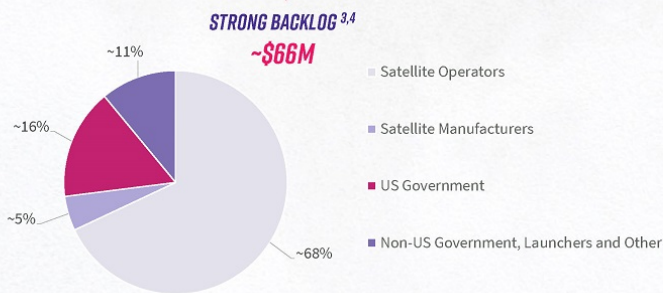 STRONG BACKLOG 3,4
~$66M
~11%
~16%
~5%
~68%
Satellite Operators
Satellite Manufacturers
US Government
Non-US Government, Launchers and Other